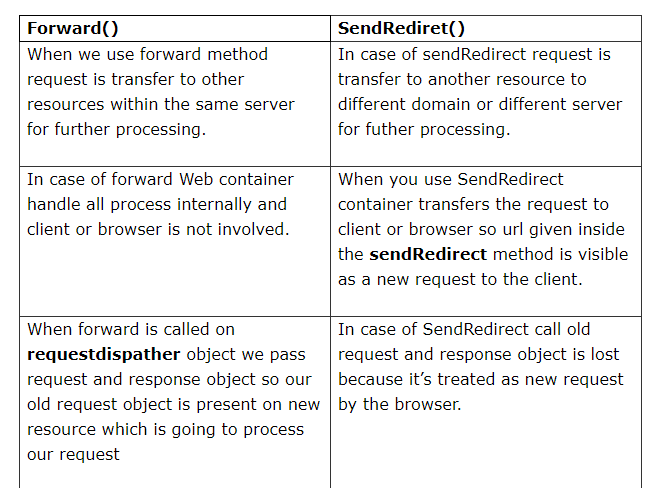 Forward()
SendRediret()
When we use forward method
request is transfer to other
resources within the same server
for further processing.
In case of sendRedirect request is
transfer to another resource to
different domain or different server
for futher processing.
In case of forward Web container
handle all process internally and
client or browser is not involved.
When you use SendRedirect
container transfers the request to
client or browser so url given inside
the sendRedirect method is visible
as a new request to the client.
When forward is called on
requestdispather object we pass
request and response object so our
old request object is present on new
resource which is going to process
our request
In case of SendRedirect call old
request and response object is lost
because it’s treated as new request
by the browser.